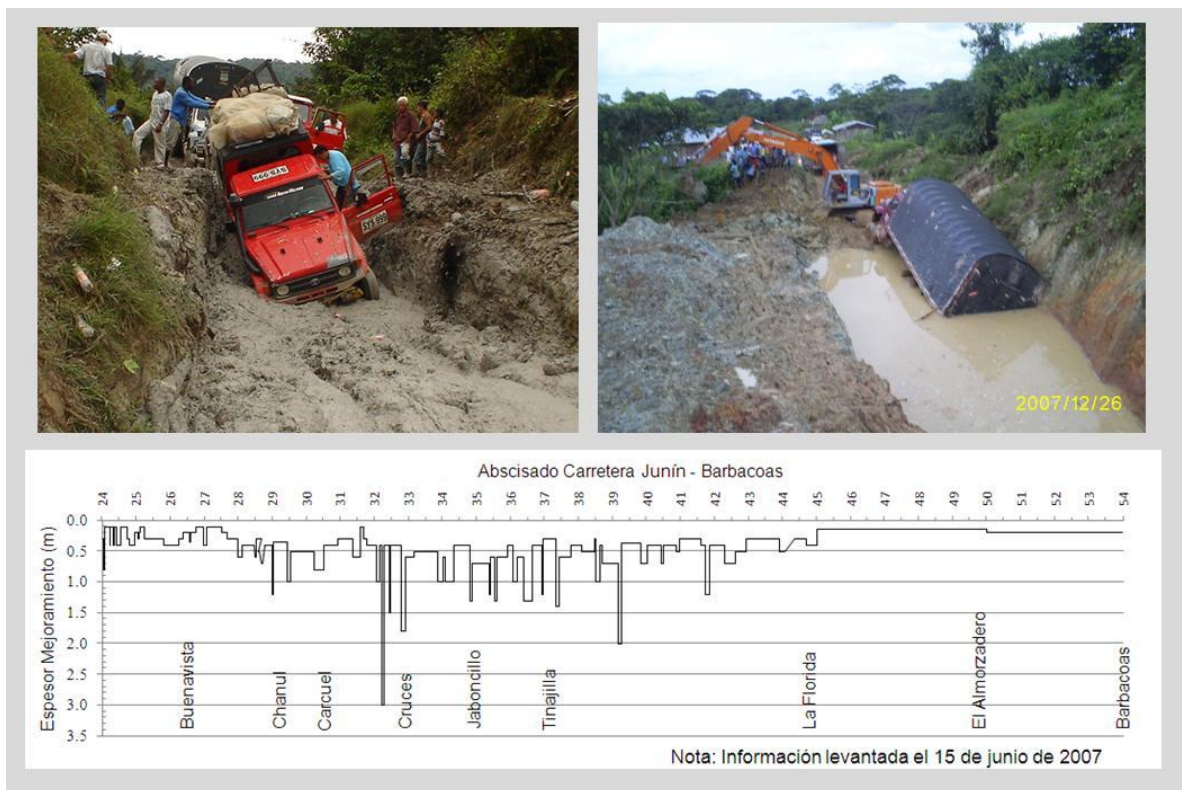 SYS 999
SYS 999
2007/12/26
Abscisado Carretera Junín - Barbacoas
24 25 26 27 28 29 30 31 32 33 34 35 36 37 38 39 40 41 42 43 44 45 46 47 48 49 50 51 52 53 54
Espesor Mejoramiento (m)
0.0
0.5
1.0
1.5
2.0
2.5
3.0
3.5
Buenavista
Chanul
Carcuel
Cruces
Jaboncillo
Tinajilla
La Florida
El Almorzadero
Barbacoas
Nota: Información levantada el 15 de junio de 2007